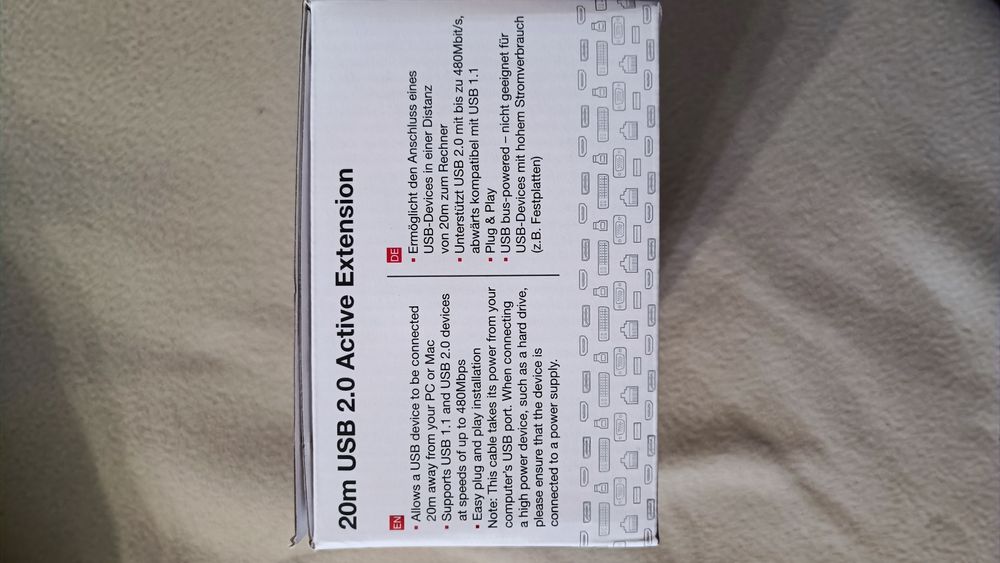 20m USB 2.0 Active Extension
EN
▪ Allows a USB device to be connected
20m away from your PC or Mac
▪ Supports USB 1.1 and USB 2.0 devices
at speeds of up to 480Mbps
▪ Easy plug and play installation
Note: This cable takes its power from your
computer's USB port. When connecting
a high power device, such as a hard drive,
please ensure that the device is
connected to a power supply.
DE
▪ Ermöglicht den Anschluss eines
USB-Devices in einer Distanz
von 20m zum Rechner
▪ Unterstützt USB 2.0 mit bis zu 480Mbit/s,
abwärts kompatibel mit USB 1.1
▪ Plug & Play
▪ USB bus-powered – nicht geeignet für
USB-Devices mit hohem Stromverbrauch
(z.B. Festplatten)